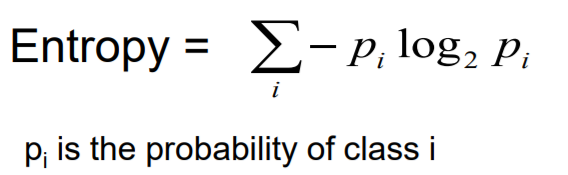 Entropy = ∑ᵢ – pᵢ log₂ pᵢ
pᵢ is the probability of class i